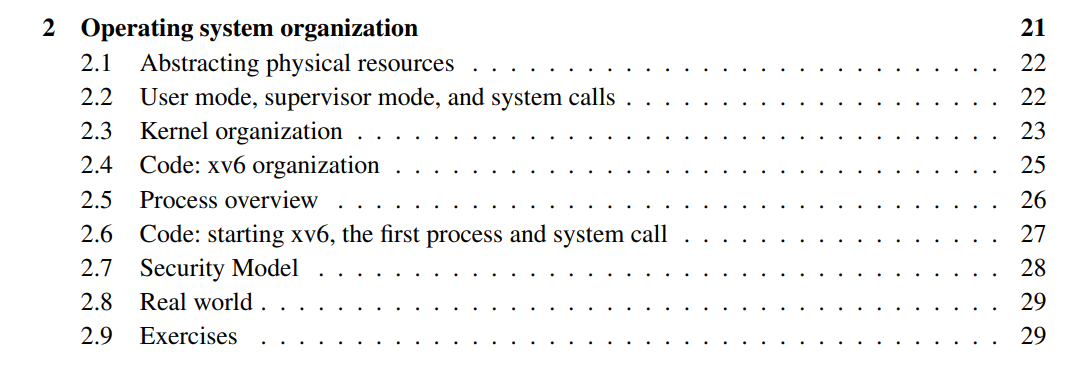 2 Operating system organization 21
2.1 Abstracting physical resources . . . . . . . . . . . . . . . . . . . . . . . . . . . . 22
2.2 User mode, supervisor mode, and system calls . . . . . . . . . . . . . . . . . . . . 22
2.3 Kernel organization . . . . . . . . . . . . . . . . . . . . . . . . . . . . . . . . . . 23
2.4 Code: xv6 organization . . . . . . . . . . . . . . . . . . . . . . . . . . . . . . . . 25
2.5 Process overview . . . . . . . . . . . . . . . . . . . . . . . . . . . . . . . . . . . 26
2.6 Code: starting xv6, the first process and system call . . . . . . . . . . . . . . . . . 27
2.7 Security Model . . . . . . . . . . . . . . . . . . . . . . . . . . . . . . . . . . . . 28
2.8 Real world . . . . . . . . . . . . . . . . . . . . . . . . . . . . . . . . . . . . . . . 29
2.9 Exercises . . . . . . . . . . . . . . . . . . . . . . . . . . . . . . . . . . . . . . . 29